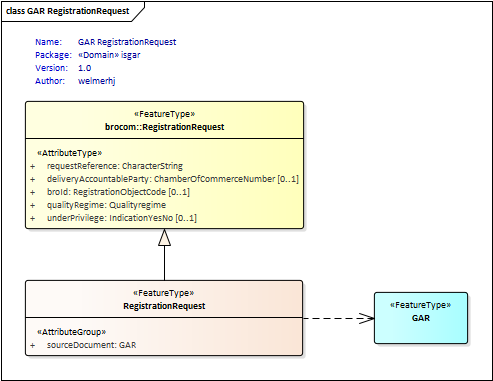 class GAR RegistrationRequest
Name: GAR RegistrationRequest
Package: «Domain» isgar
Version: 1.0
Author: welmerhj
«FeatureType»
brocom::RegistrationRequest
«AttributeType»
+ requestReference: CharacterString
+ deliveryAccountableParty: ChamberOfCommerceNumber [0..1]
+ broId: RegistrationObjectCode [0..1]
+ qualityRegime: Qualityregime
+ underPrivilege: IndicationYesNo [0..1]
«FeatureType»
RegistrationRequest
«AttributeGroup»
+ sourceDocument: GAR
«FeatureType»
GAR